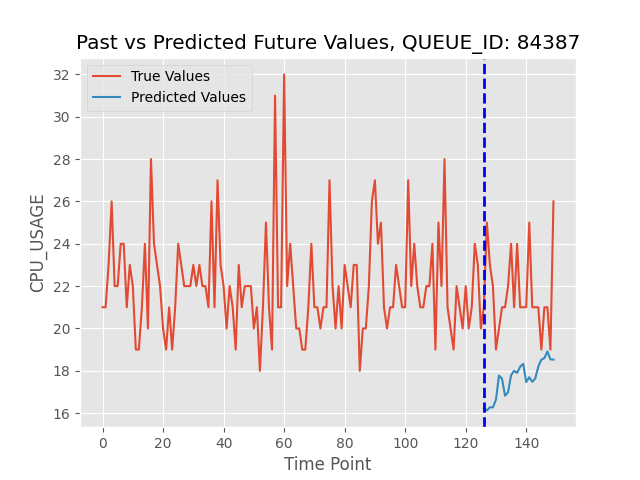 Past vs Predicted Future Values, QUEUE_ID: 84387
True Values
Predicted Values
CPU_USAGE
32
30
28
26
24
22
20
18
16
0 20 40 60 80 100 120 140
Time Point